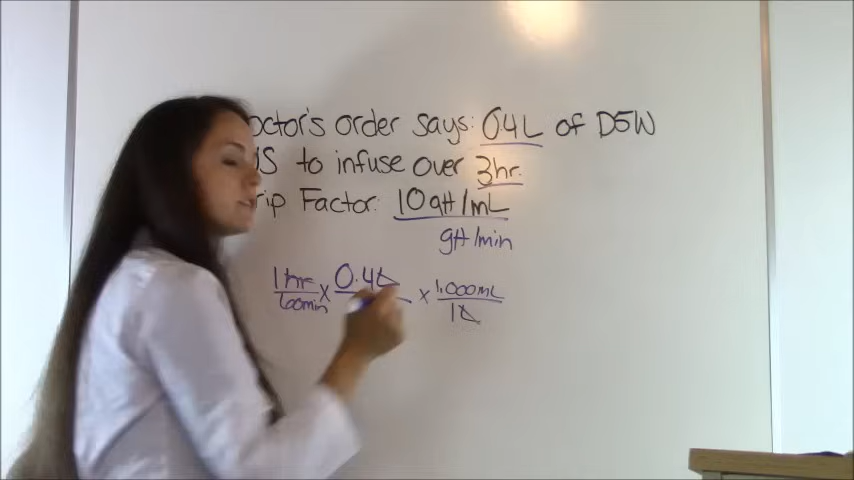 octor's order says: 0.4L of D5W
to infuse over 3hr.
rip Factor: 10gtt/mL
gtt/min
1hr/60min x 0.4L x 1,000mL/1L